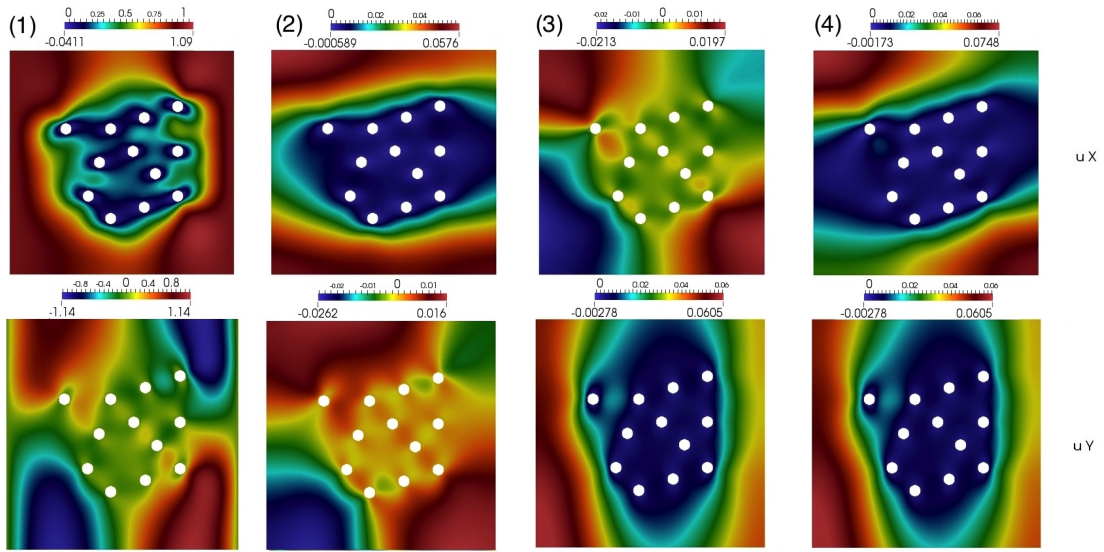 (1) 0 0.25 0.5 0.75 1
-0.0411 1.09
(2) 0 0.02 0.04
-0.000589 0.0576
(3) -0.02 -0.01 0 0.01
-0.0213 0.0197
(4) 0 0.02 0.04
-0.00173 0.0748
u X
-0.8 -0.4 0 0.4 0.8
-1.14 1.14
-0.02 -0.01 0 0.01
-0.0262 0.016
0 0.02 0.04 0.06
-0.00278 0.0605
0 0.02 0.04 0.06
-0.00278 0.0605
u Y